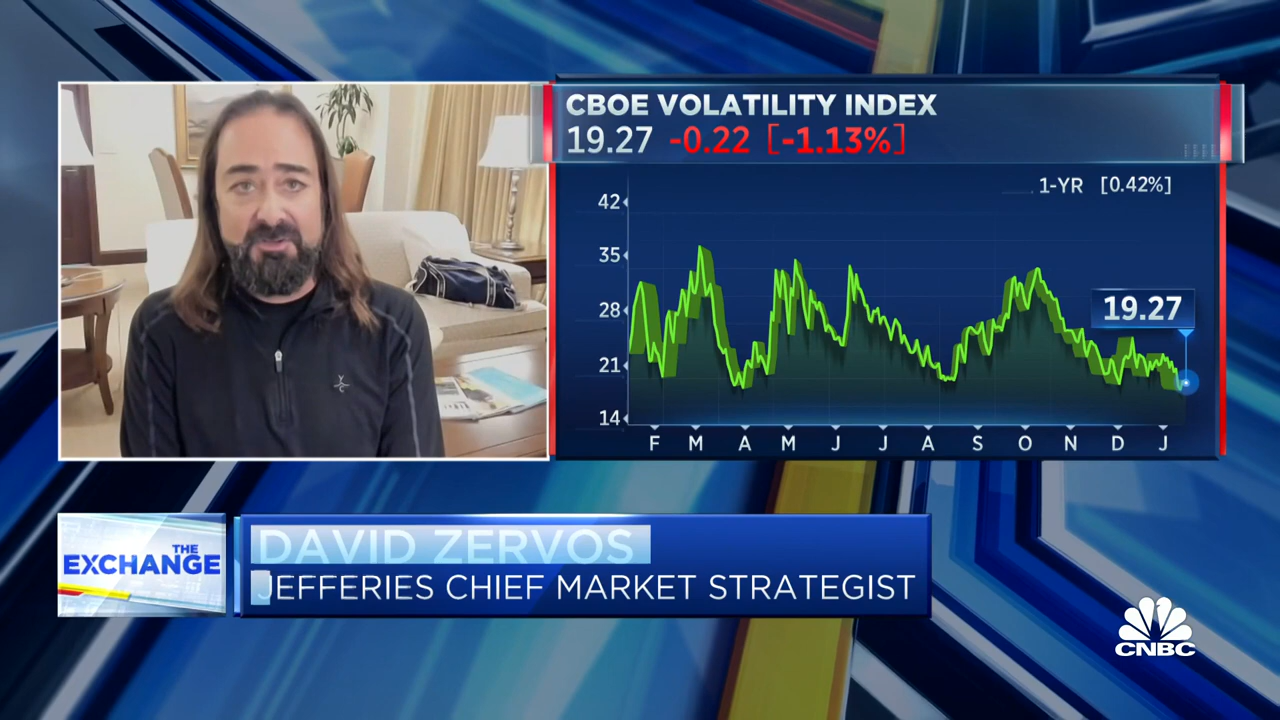 CBOE VOLATILITY INDEX
19.27 -0.22 [-1.13%]
1-YR [0.42%]
42
35
28
21
14
19.27
F M A M J J A S O N D J
THE
EXCHANGE
DAVID ZERVOS
JEFFERIES CHIEF MARKET STRATEGIST
CNBC